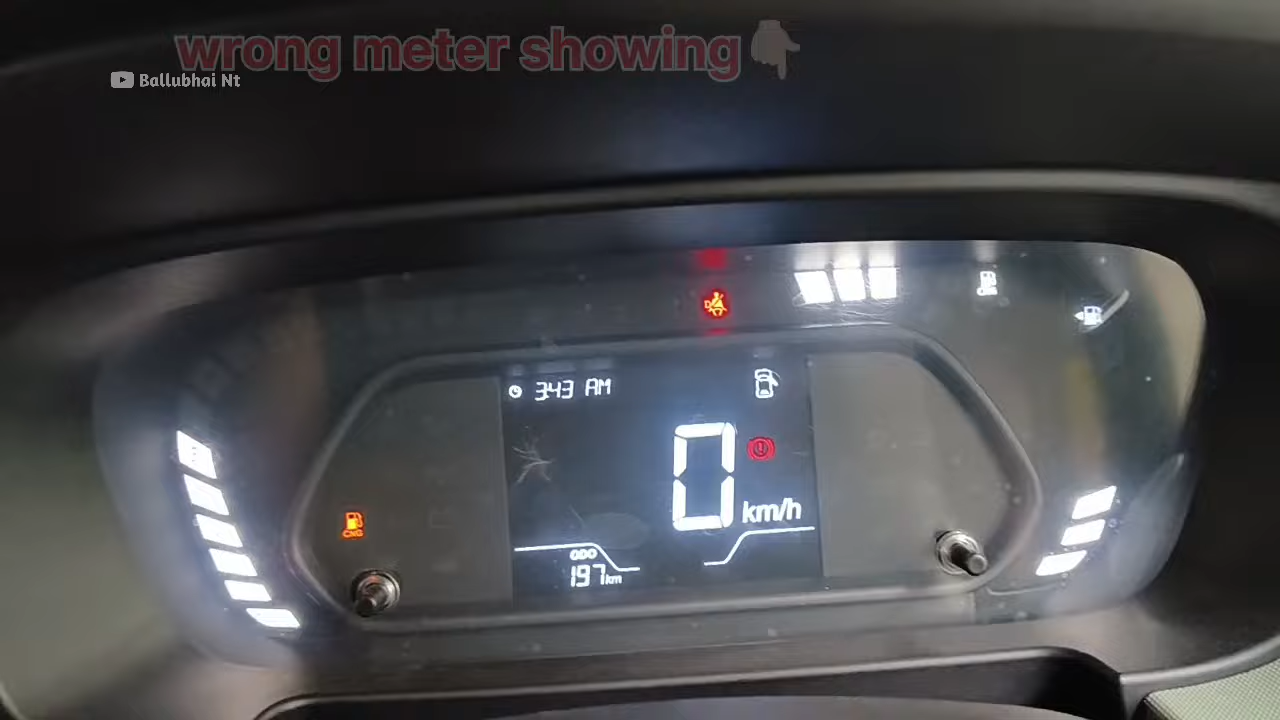 wrong meter showing👇
Ballubhai Nt
3:43 AM
0
km/h
CNG
ODO
197km